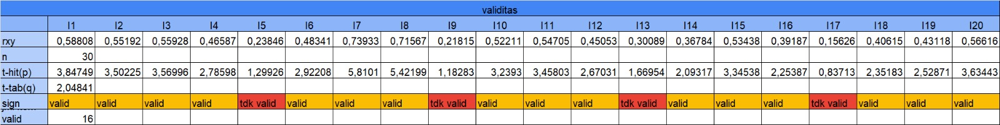 validitas
I1 I2 I3 I4 I5 I6 I7 I8 I9 I10 I11 I12 I13 I14 I15 I16 I17 I18 I19 I20
rxy 0,58808 0,55192 0,55928 0,46587 0,23846 0,48341 0,73933 0,71567 0,21815 0,52211 0,54705 0,45053 0,30089 0,36784 0,53438 0,39187 0,15626 0,40615 0,43118 0,56616
n 30
t-hit(p) 3,84749 3,50225 3,56996 2,78598 1,29926 2,92208 5,8101 5,42199 1,18283 3,2393 3,45803 2,67031 1,66954 2,09317 3,34538 2,25387 0,83713 2,35183 2,52871 3,63443
t-tab(q) 2,04841
sign valid valid valid valid tdk valid valid valid valid tdk valid valid valid valid tdk valid valid valid valid tdk valid valid valid valid
valid 16